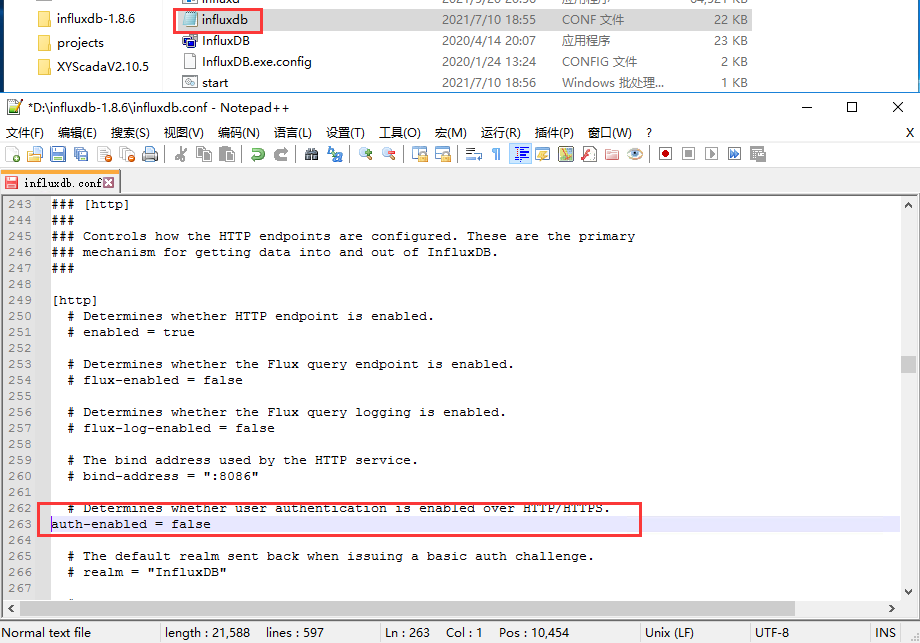 influxdb-1.8.6
projects
XYScadaV2.10.5
influxdb 2021/7/10 18:55 CONF 文件 22 KB
InfluxDB 2020/4/14 20:07 应用程序 23 KB
InfluxDB.exe.config 2020/1/24 13:24 CONFIG 文件 2 KB
start 2021/7/10 18:56 Windows 批处理... 1 KB
*D:\influxdb-1.8.6\influxdb.conf - Notepad++
文件(F) 编辑(E) 搜索(S) 视图(V) 编码(N) 语言(L) 设置(T) 工具(O) 宏(M) 运行(R) 插件(P) 窗口(W) ? X
influxdb.conf
243 ### [http]
244 ###
245 ### Controls how the HTTP endpoints are configured. These are the primary
246 ### mechanism for getting data into and out of InfluxDB.
247 ###
248
249 [http]
250 # Determines whether HTTP endpoint is enabled.
251 # enabled = true
252
253 # Determines whether the Flux query endpoint is enabled.
254 # flux-enabled = false
255
256 # Determines whether the Flux query logging is enabled.
257 # flux-log-enabled = false
258
259 # The bind address used by the HTTP service.
260 # bind-address = ":8086"
261
262 # Determines whether user authentication is enabled over HTTP/HTTPS.
263 auth-enabled = false
264
265 # The default realm sent back when issuing a basic auth challenge.
266 # realm = "InfluxDB"
267
Normal text file length : 21,588 lines : 597 Ln : 263 Col : 1 Pos : 10,454 Unix (LF) UTF-8 INS